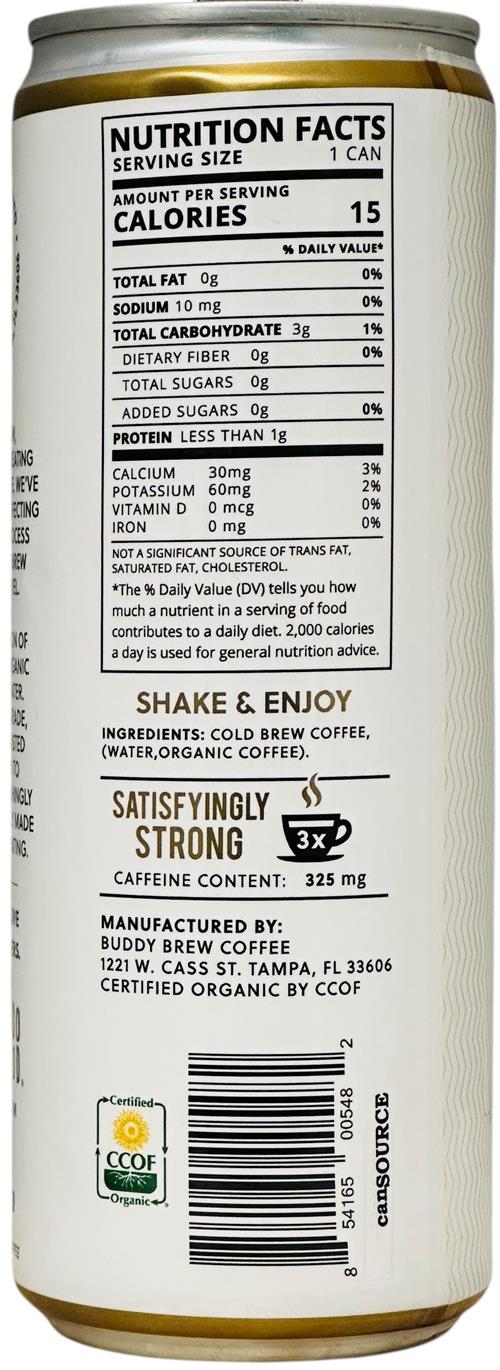 NUTRITION FACTS
SERVING SIZE 1 CAN
AMOUNT PER SERVING
CALORIES 15
% DAILY VALUE*
TOTAL FAT 0g 0%
SODIUM 10 mg 0%
TOTAL CARBOHYDRATE 3g 1%
DIETARY FIBER 0g 0%
TOTAL SUGARS 0g
ADDED SUGARS 0g 0%
PROTEIN LESS THAN 1g
CALCIUM 30mg 3%
POTASSIUM 60mg 2%
VITAMIN D 0 mcg 0%
IRON 0 mg 0%
NOT A SIGNIFICANT SOURCE OF TRANS FAT,
SATURATED FAT, CHOLESTEROL.
*The % Daily Value (DV) tells you how
much a nutrient in a serving of food
contributes to a daily diet. 2,000 calories
a day is used for general nutrition advice.
SHAKE & ENJOY
INGREDIENTS: COLD BREW COFFEE,
(WATER,ORGANIC COFFEE).
SATISFYINGLY
STRONG
3x
CAFFEINE CONTENT: 325 mg
MANUFACTURED BY:
BUDDY BREW COFFEE
1221 W. CASS ST. TAMPA, FL 33606
CERTIFIED ORGANIC BY CCOF
Certified
CCOF
Organic
8 54165 00548 2
canSOURCE